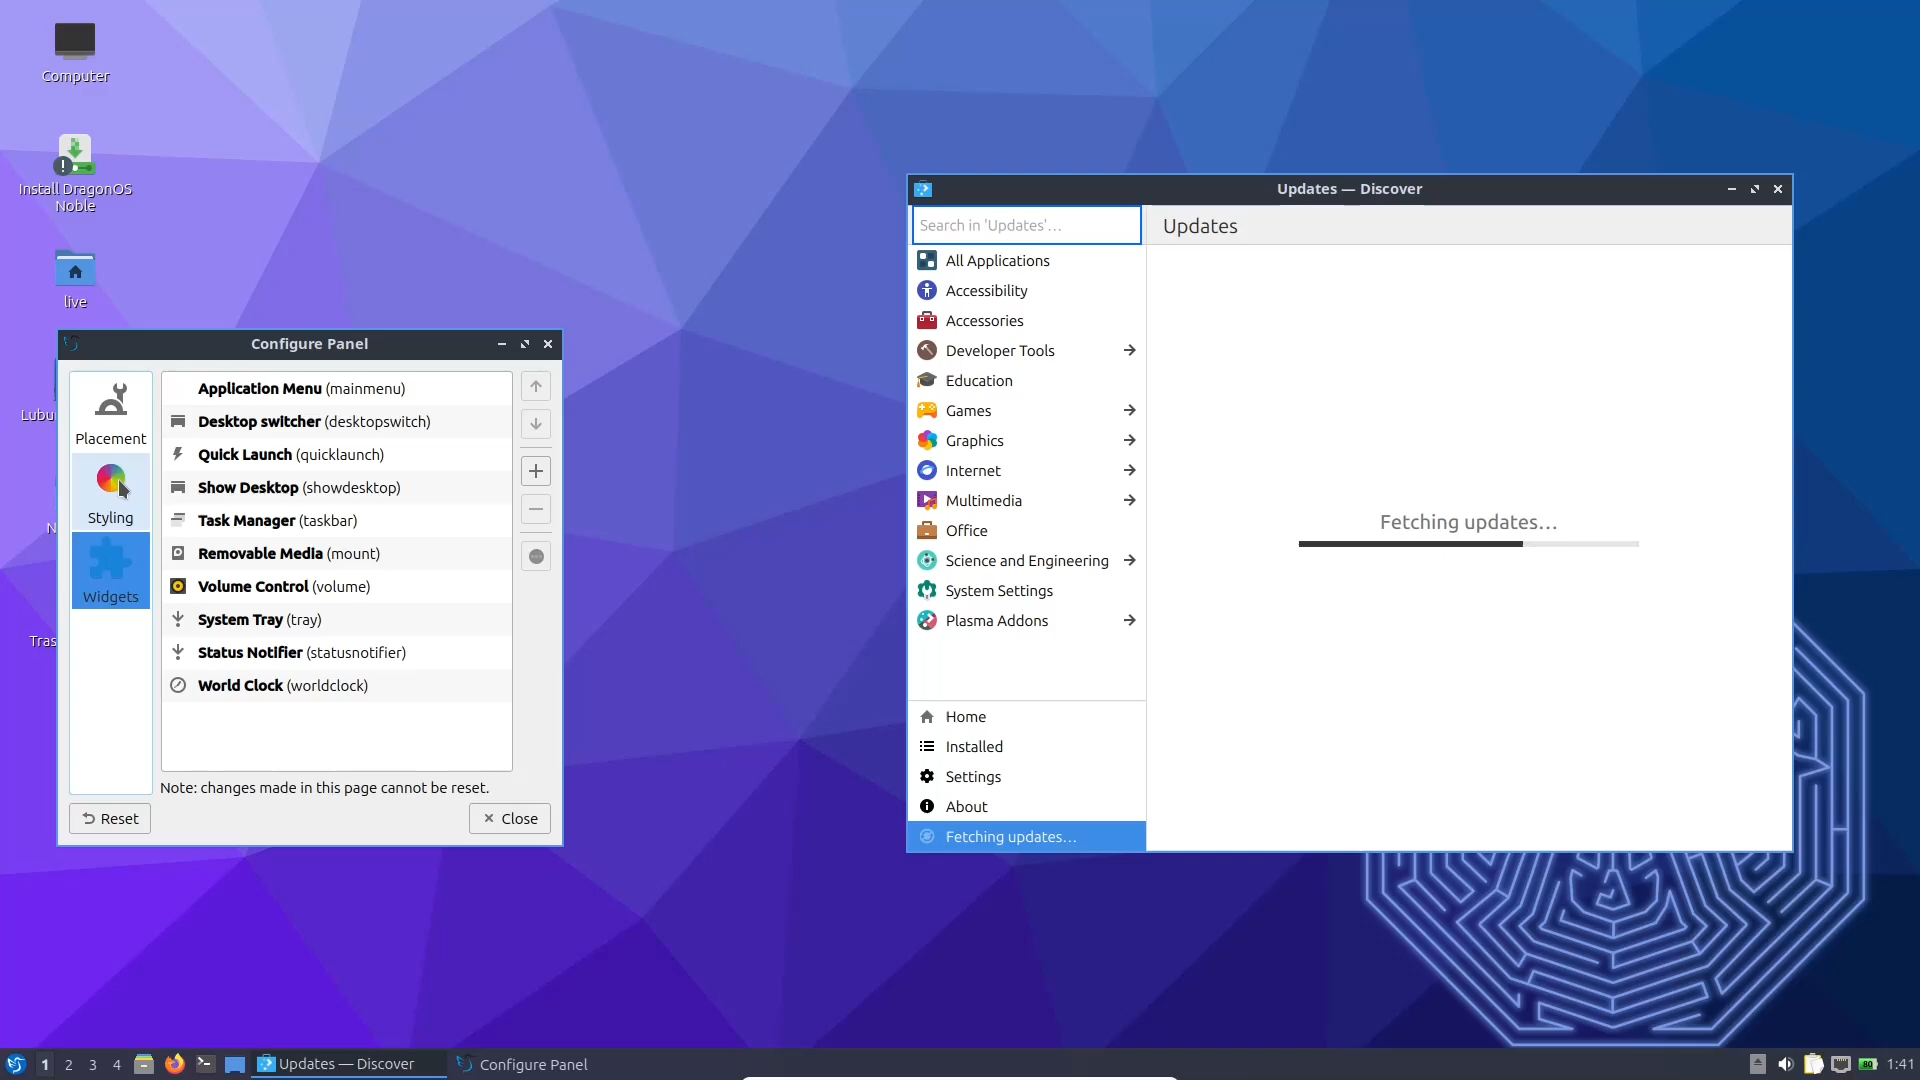 Computer
Install DragonOS
Noble
live
Lubu
N
Tras
Configure Panel
Placement
Styling
Widgets
Application Menu (mainmenu)
Desktop switcher (desktopswitch)
Quick Launch (quicklaunch)
Show Desktop (showdesktop)
Task Manager (taskbar)
Removable Media (mount)
Volume Control (volume)
System Tray (tray)
Status Notifier (statusnotifier)
World Clock (worldclock)
Note: changes made in this page cannot be reset.
Reset
Close
Updates — Discover
Search in 'Updates'…
Updates
All Applications
Accessibility
Accessories
Developer Tools
Education
Games
Graphics
Internet
Multimedia
Office
Science and Engineering
System Settings
Plasma Addons
Home
Installed
Settings
About
Fetching updates…
Fetching updates…
1 2 3 4 Updates — Discover Configure Panel 80 1:41